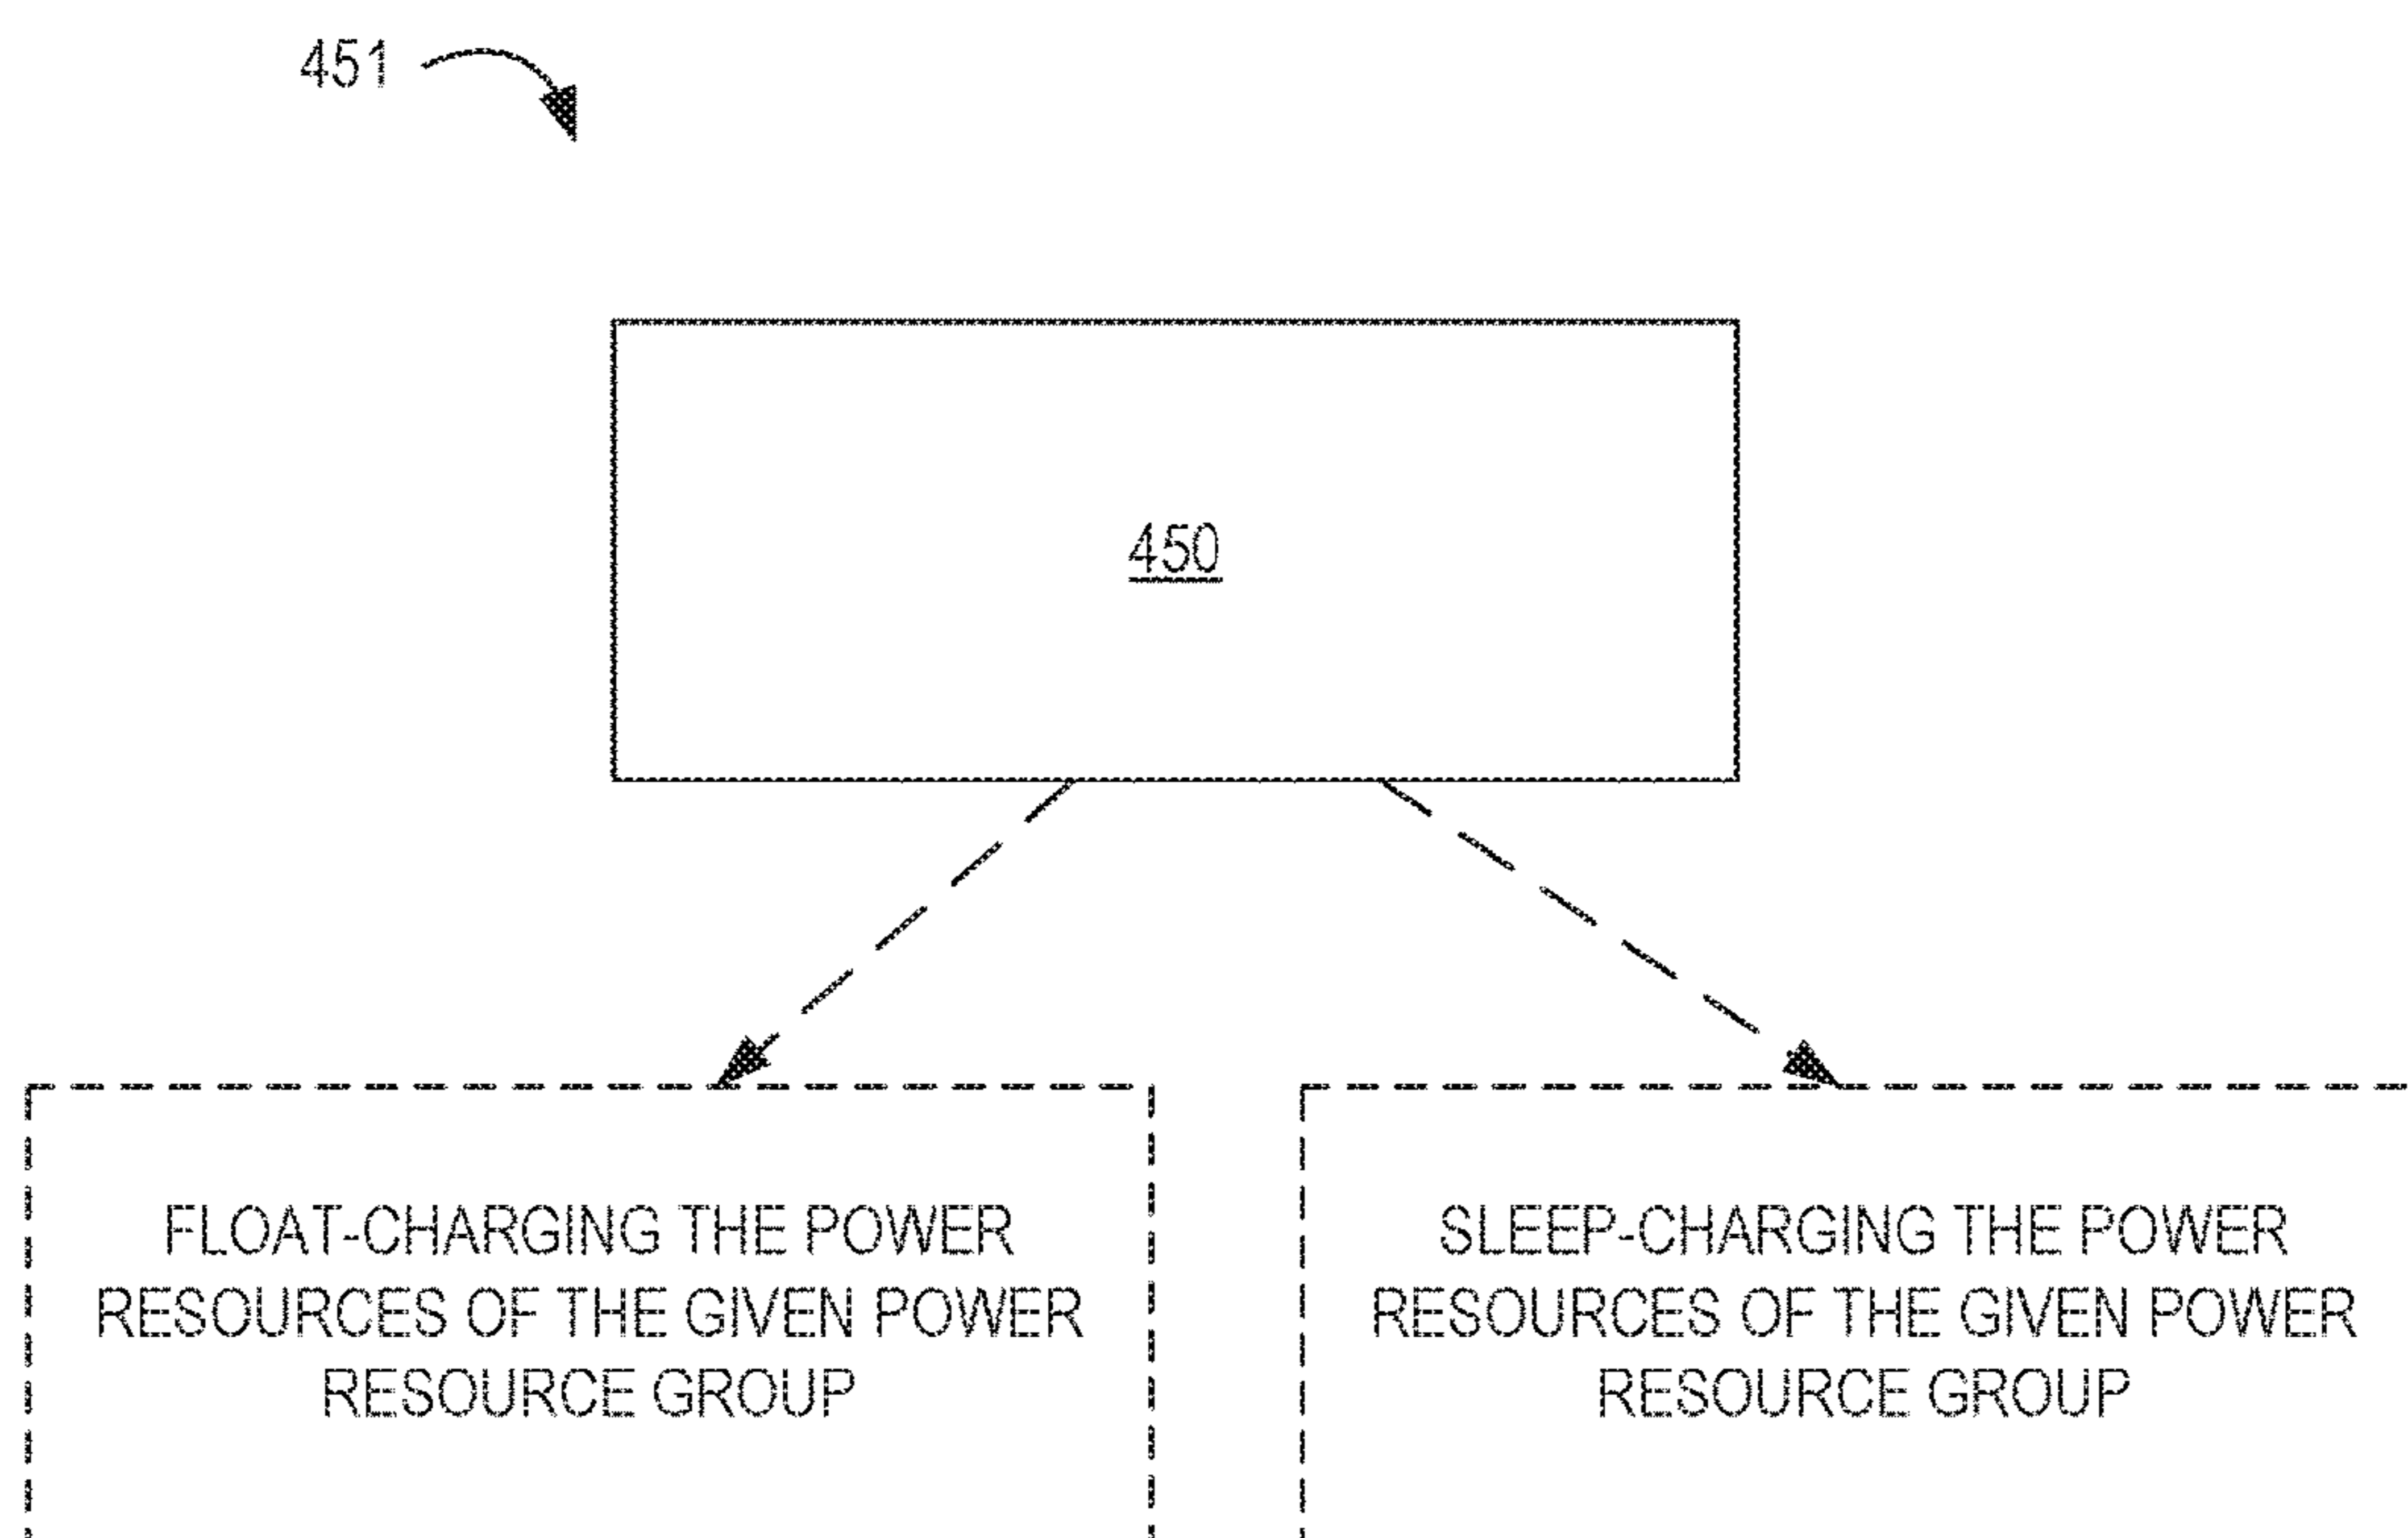 451
450
FLOAT-CHARGING THE POWER
RESOURCES OF THE GIVEN POWER
RESOURCE GROUP
SLEEP-CHARGING THE POWER
RESOURCES OF THE GIVEN POWER
RESOURCE GROUP